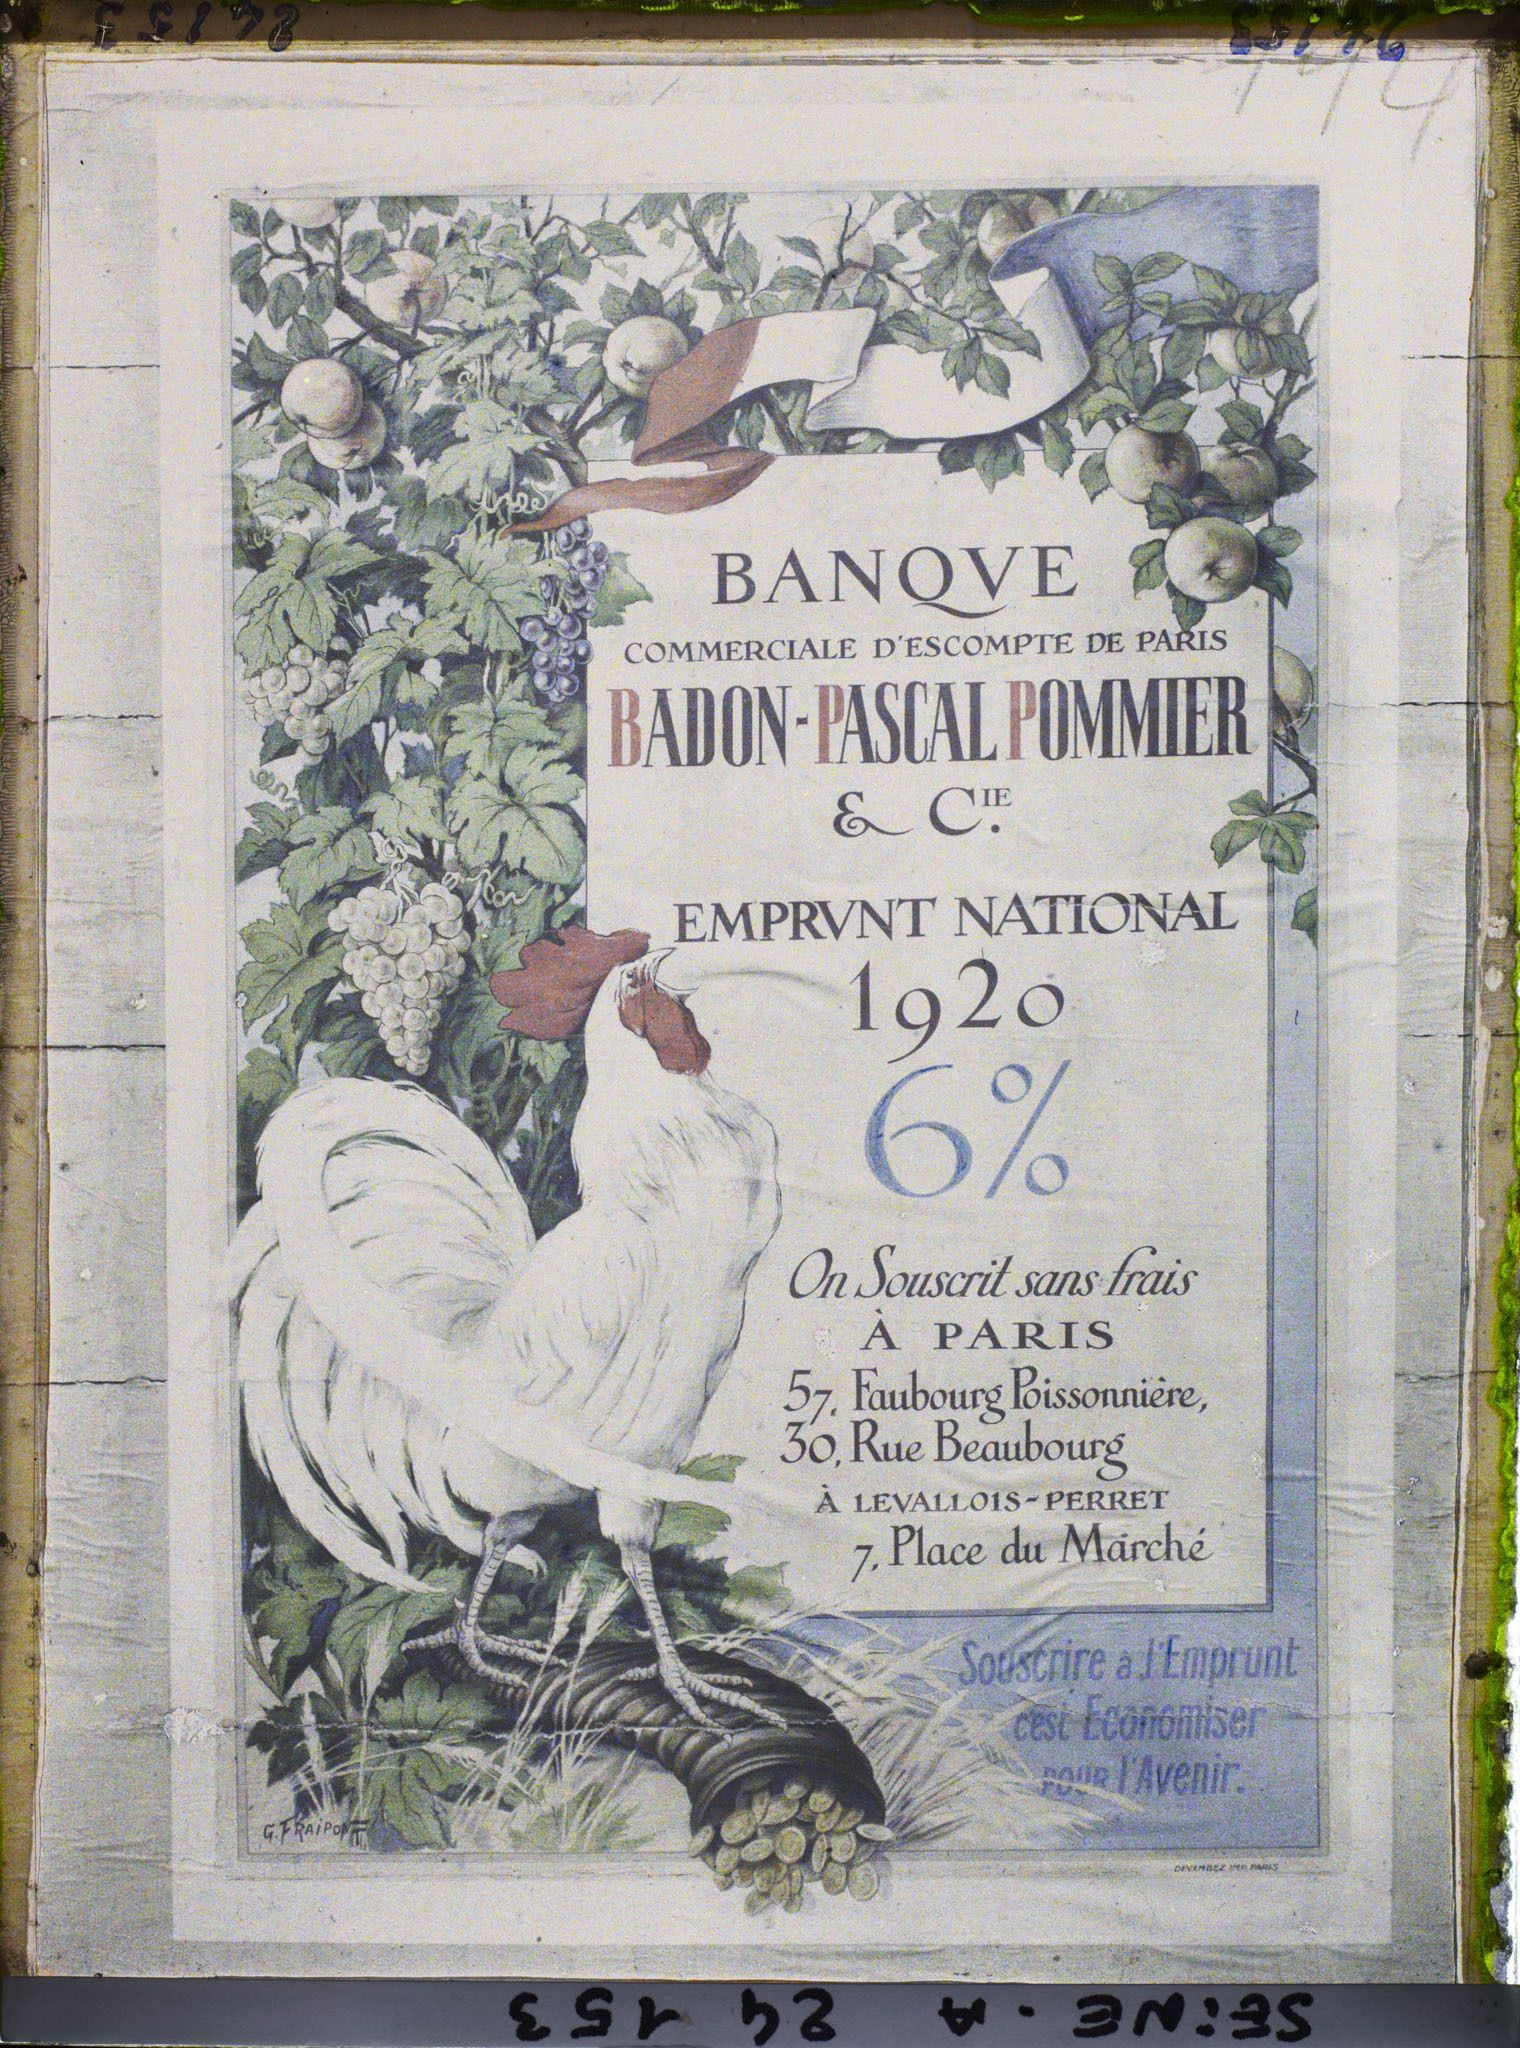 24153
24153
BANQVE
COMMERCIALE D'ESCOMPTE DE PARIS
BADON-PASCAL POMMIER
& CIE.
EMPRVNT NATIONAL
1920
6%
On Souscrit sans frais
À PARIS
57, Faubourg Poissonnière,
30, Rue Beaubourg
À LEVALLOIS-PERRET
7, Place du Marché
Souscrire a l'Emprunt
c'est Economiser
POUR l'Avenir.
G. FRAIPONT
DEVAMBEZ IMP. PARIS
SEINE-A 24 153